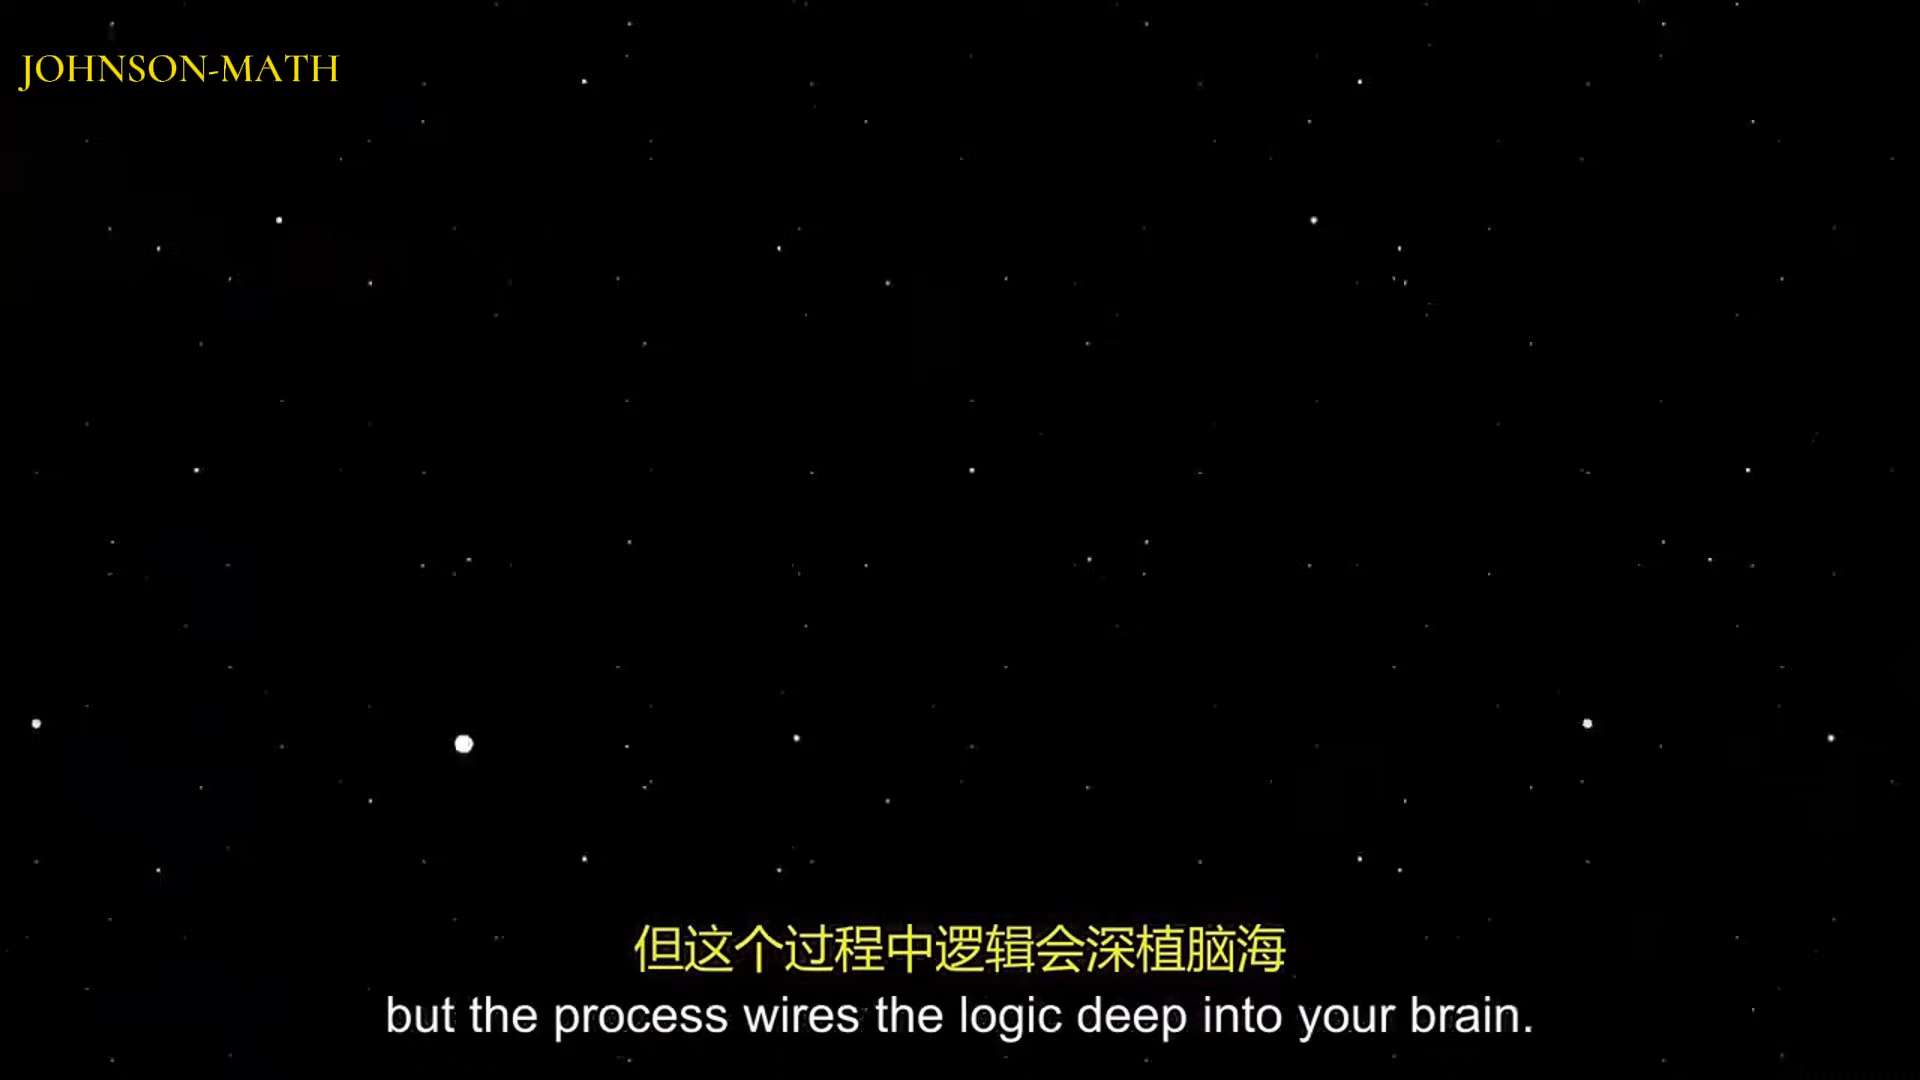 JOHNSON-MATH
但这个过程中逻辑会深植脑海
but the process wires the logic deep into your brain.